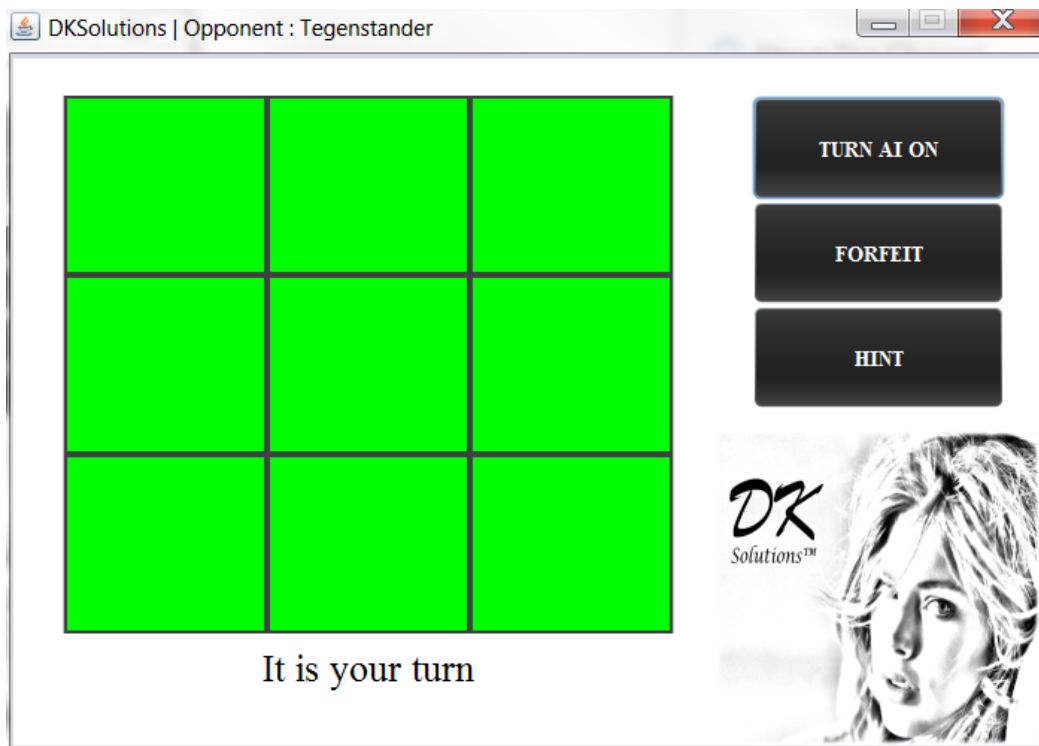 DKSolutions | Opponent : Tegenstander
TURN AI ON
FORFEIT
HINT
DK
Solutions™
It is your turn